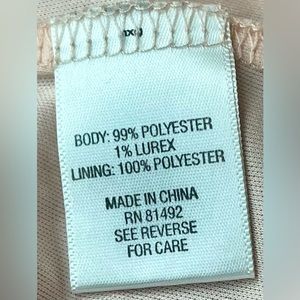 BODY: 99% POLYESTER
1% LUREX
LINING: 100% POLYESTER
MADE IN CHINA
RN 81492
SEE REVERSE
FOR CARE